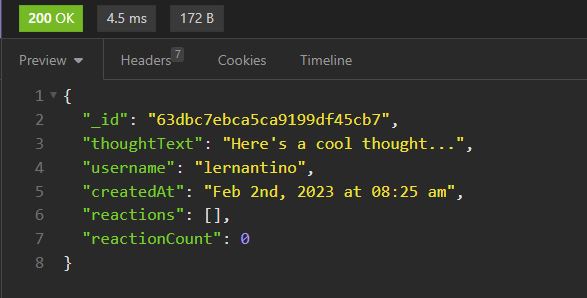 200 OK 4.5 ms 172 B
Preview Headers 7 Cookies Timeline
1 {
2 "_id": "63dbc7ebca5ca9199df45cb7",
3 "thoughtText": "Here's a cool thought...",
4 "username": "lernantino",
5 "createdAt": "Feb 2nd, 2023 at 08:25 am",
6 "reactions": [],
7 "reactionCount": 0
8 }